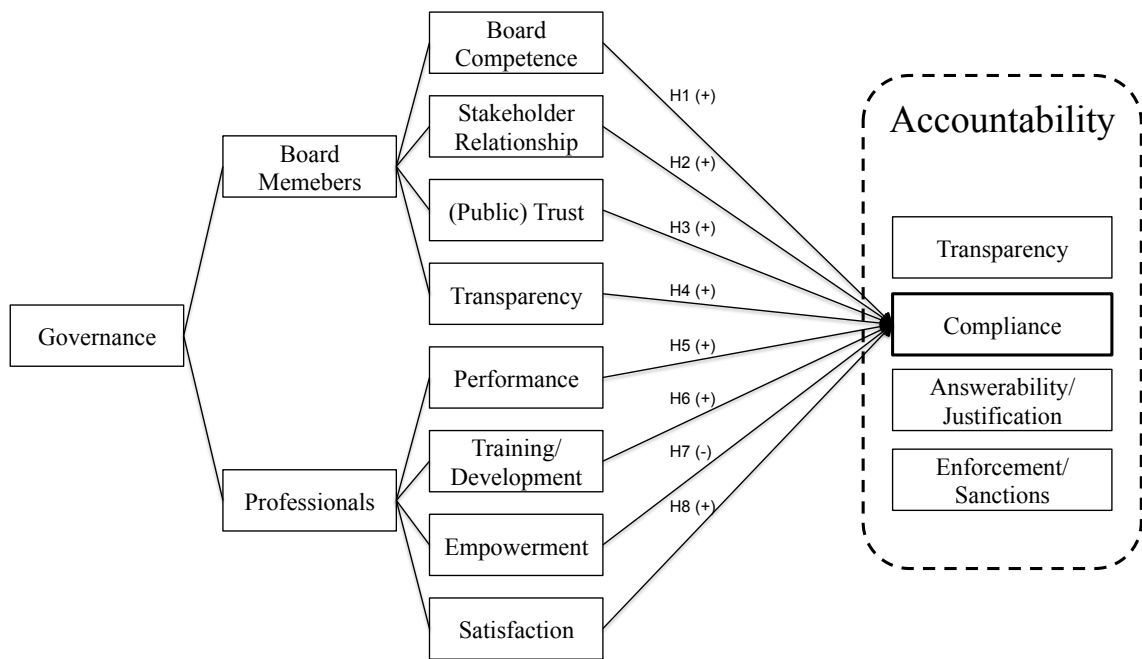 Governance
Board
Memebers
Professionals
Board
Competence
Stakeholder
Relationship
(Public) Trust
Transparency
Performance
Training/
Development
Empowerment
Satisfaction
H1 (+)
H2 (+)
H3 (+)
H4 (+)
H5 (+)
H6 (+)
H7 (-)
H8 (+)
Accountability
Transparency
Compliance
Answerability/
Justification
Enforcement/
Sanctions